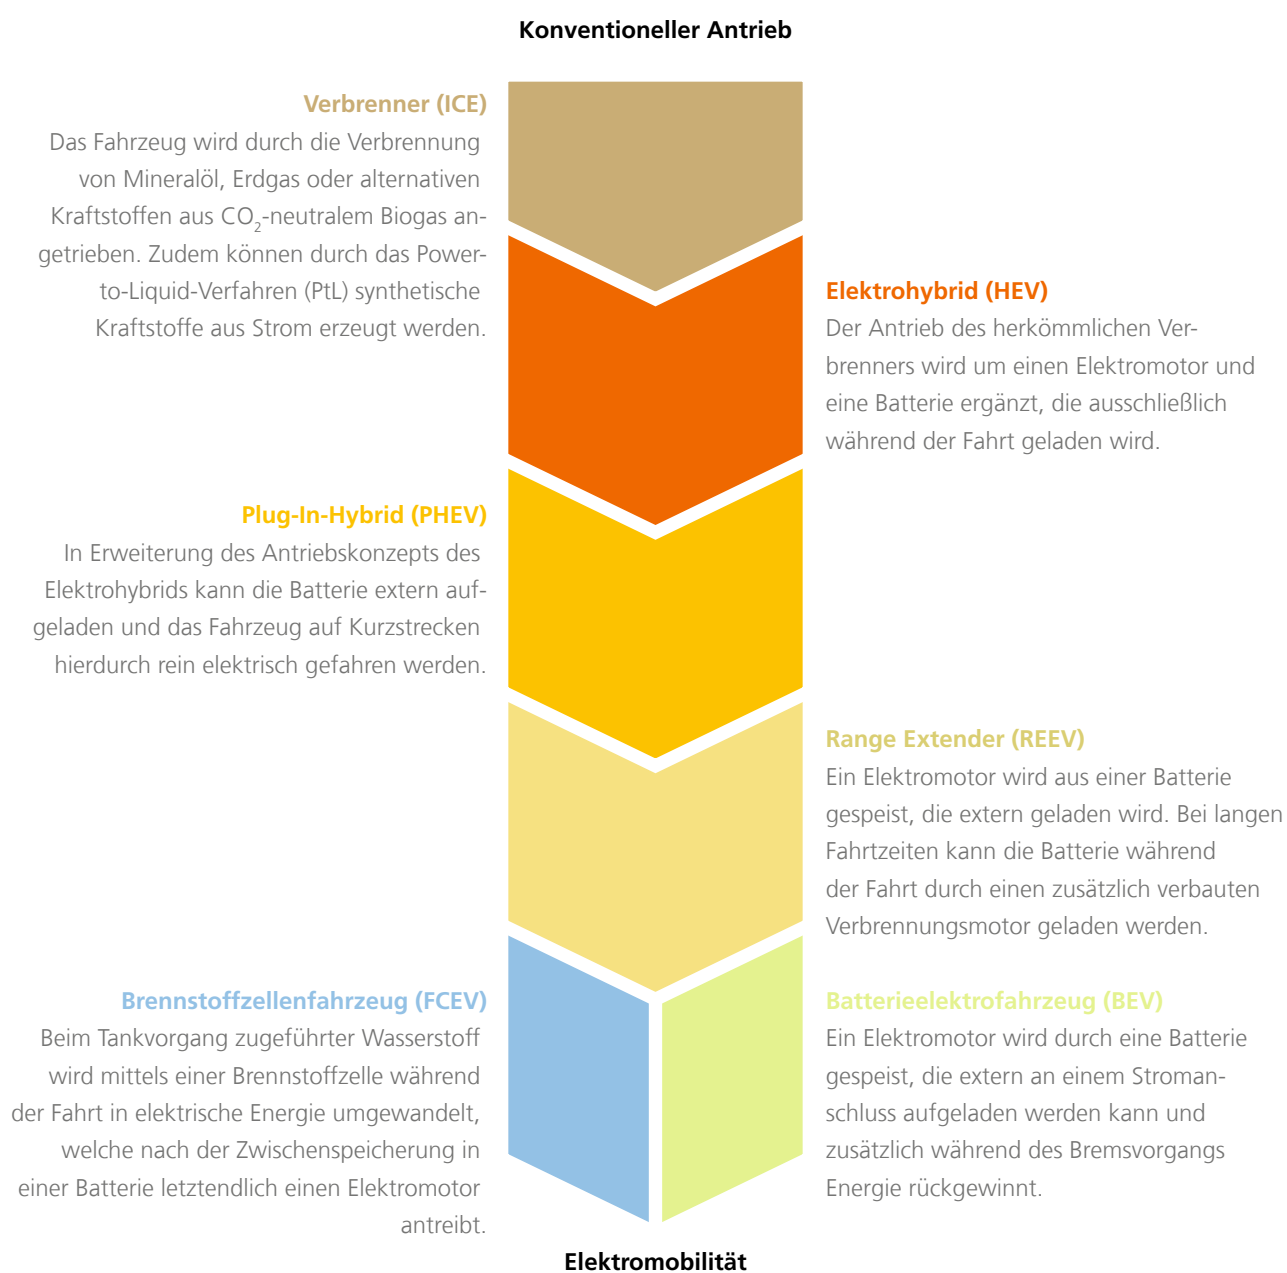 Konventioneller Antrieb
Verbrenner (ICE)
Das Fahrzeug wird durch die Verbrennung
von Mineralöl, Erdgas oder alternativen
Kraftstoffen aus CO₂-neutralem Biogas an-
getrieben. Zudem können durch das Power-
to-Liquid-Verfahren (PtL) synthetische
Kraftstoffe aus Strom erzeugt werden.
Elektrohybrid (HEV)
Der Antrieb des herkömmlichen Ver-
brenners wird um einen Elektromotor und
eine Batterie ergänzt, die ausschließlich
während der Fahrt geladen wird.
Plug-In-Hybrid (PHEV)
In Erweiterung des Antriebskonzepts des
Elektrohybrids kann die Batterie extern auf-
geladen und das Fahrzeug auf Kurzstrecken
hierdurch rein elektrisch gefahren werden.
Range Extender (REEV)
Ein Elektromotor wird aus einer Batterie
gespeist, die extern geladen wird. Bei langen
Fahrtzeiten kann die Batterie während
der Fahrt durch einen zusätzlich verbauten
Verbrennungsmotor geladen werden.
Brennstoffzellenfahrzeug (FCEV)
Beim Tankvorgang zugeführter Wasserstoff
wird mittels einer Brennstoffzelle während
der Fahrt in elektrische Energie umgewandelt,
welche nach der Zwischenspeicherung in
einer Batterie letztendlich einen Elektromotor
antreibt.
Batterieelektrofahrzeug (BEV)
Ein Elektromotor wird durch eine Batterie
gespeist, die extern an einem Stroman-
schluss aufgeladen werden kann und
zusätzlich während des Bremsvorgangs
Energie rückgewinnt.
Elektromobilität